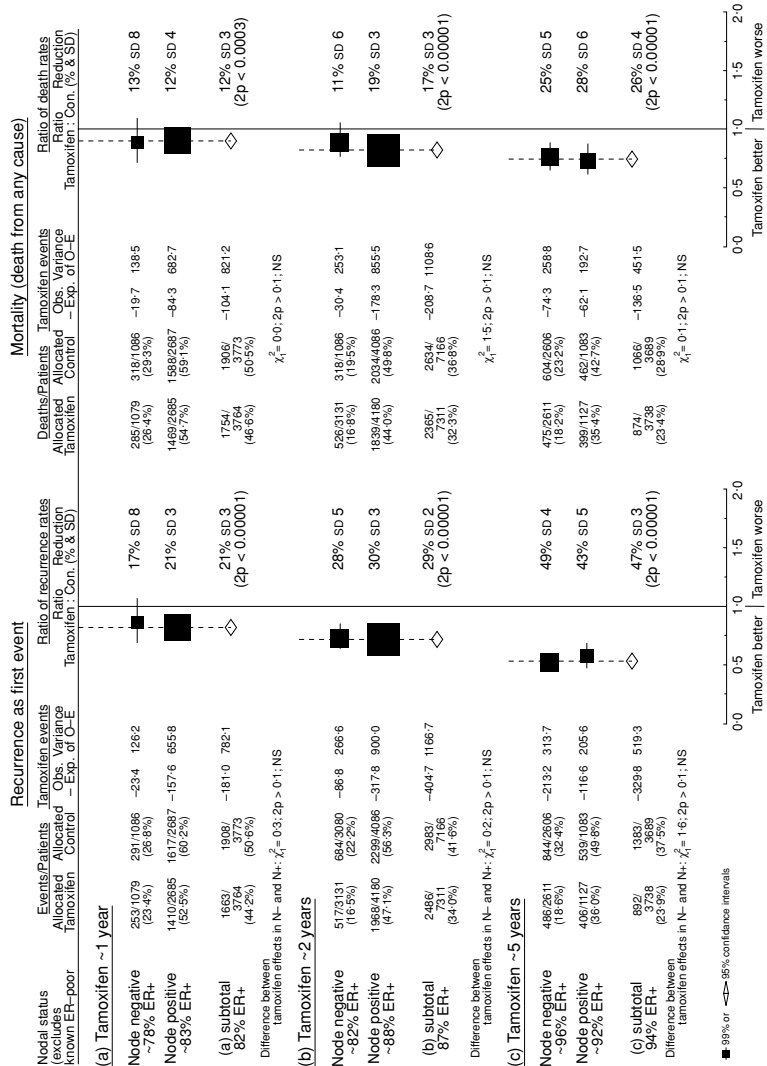 Recurrence as first event Mortality (death from any cause)
Nodal status Events/Patients Tamoxifen events Ratio of recurrence rates Deaths/Patients Tamoxifen events Ratio of death rates
(excludes Allocated Allocated Obs. Variance Ratio Reduction Allocated Allocated Obs. Variance Ratio Reduction
known ER–poor Tamoxifen Control – Exp. of O–E Tamoxifen : Con. (% & SD) Tamoxifen Control – Exp. of O–E Tamoxifen : Con. (% & SD)
(a) Tamoxifen ~1 year
Node negative 253/1079 291/1086 –23·4 126·2 17% SD 8 285/1079 318/1086 –19·7 138·5 13% SD 8
~78% ER+ (23·4%) (26·8%) (26·4%) (29·3%)
Node positive 1410/2685 1617/2687 –157·6 655·8 21% SD 3 1469/2685 1588/2687 –84·3 682·7 12% SD 4
~83% ER+ (52·5%) (60·2%) (54·7%) (59·1%)
(a) subtotal 1663/ 1908/ –181·0 782·1 21% SD 3 1754/ 1906/ –104·1 821·2 12% SD 3
82% ER+ 3764 3773 (2p < 0.00001) 3764 3773 (2p < 0.0003)
(44·2%) (50·6%) (46·6%) (50·5%)
Difference between
tamoxifen effects in N– and N+: χ²₁= 0·3; 2p > 0·1; NS χ²₁= 0·0; 2p > 0·1; NS
(b) Tamoxifen ~2 years
Node negative 517/3131 684/3080 –86·8 266·6 28% SD 5 526/3131 318/1086 –30·4 253·1 11% SD 6
~82% ER+ (16·5%) (22·2%) (16·8%) (19·5%)
Node positive 1968/4180 2299/4086 –317·8 900·0 30% SD 3 1839/4180 2034/4086 –178·3 855·5 19% SD 3
~88% ER+ (47·1%) (56·3%) (44·0%) (49·8%)
(b) subtotal 2486/ 2983/ –404·7 1166·7 29% SD 2 2365/ 2634/ –208·7 1108·6 17% SD 3
87% ER+ 7311 7166 (2p < 0.00001) 7311 7166 (2p < 0.00001)
(34·0%) (41·6%) (32·3%) (36·8%)
Difference between
tamoxifen effects in N– and N+: χ²₁= 0·2; 2p > 0·1; NS χ²₁= 1·5; 2p > 0·1; NS
(c) Tamoxifen ~5 years
Node negative 486/2611 844/2606 –213·2 313·7 49% SD 4 475/2611 604/2606 –74·3 258·8 25% SD 5
~96% ER+ (18·6%) (32·4%) (18·2%) (23·2%)
Node positive 406/1127 539/1083 –116·6 205·6 43% SD 5 399/1127 462/1083 –62·1 192·7 28% SD 6
~92% ER+ (36·0%) (49·8%) (35·4%) (42·7%)
(c) subtotal 892/ 1383/ –329·8 519·3 47% SD 3 874/ 1066/ –136·5 451·5 26% SD 4
94% ER+ 3738 3689 (2p < 0.00001) 3738 3689 (2p < 0.00001)
(23·9%) (37·5%) (23·4%) (28·9%)
Difference between
tamoxifen effects in N– and N+: χ²₁= 1·6; 2p > 0·1; NS χ²₁= 0·1; 2p > 0·1; NS
99% or 95% confidance intervals
0·0 0·5 1·0 1·5 2·0 0·0 0·5 1·0 1·5 2·0
Tamoxifen better Tamoxifen worse Tamoxifen better Tamoxifen worse